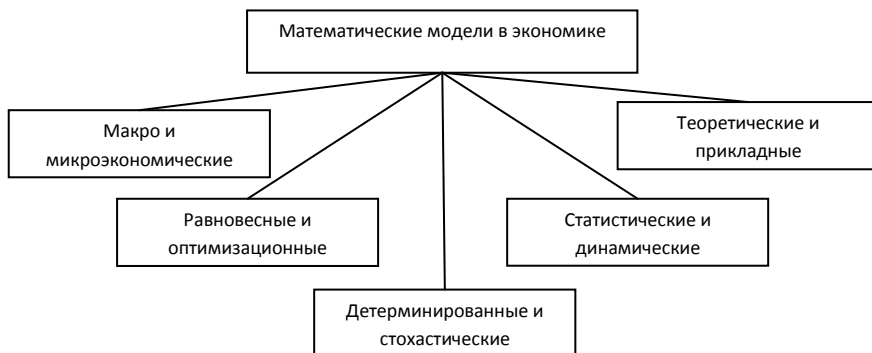 Математические модели в экономике
Макро и
микроэкономические
Теоретические и
прикладные
Равновесные и
оптимизационные
Статистические и
динамические
Детерминированные и
стохастические